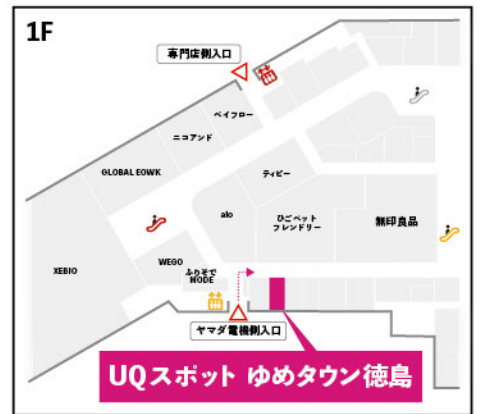 1F
専門店側入口
ベイフロー
ニコアンド
GLOBAL EOWK
ティピー
alo
ひごペット
フレンドリー
無印良品
XEBIO
WEGO
ふりそで
MODE
ヤマダ電機側入口
UQスポット ゆめタウン徳島